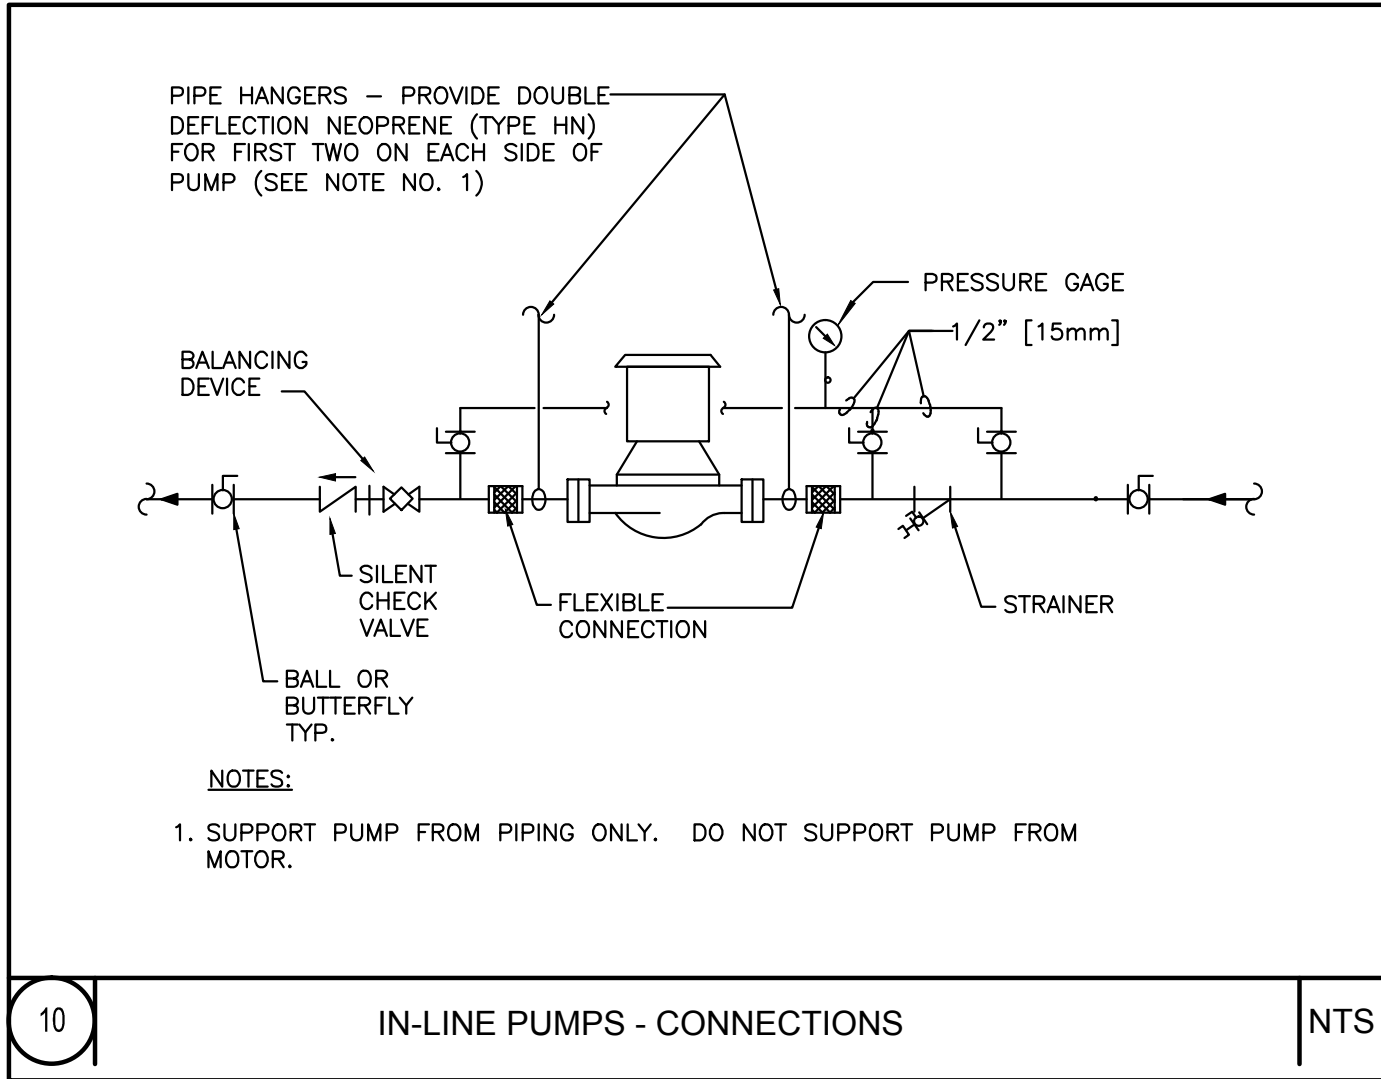 PIPE HANGERS – PROVIDE DOUBLE
DEFLECTION NEOPRENE (TYPE HN)
FOR FIRST TWO ON EACH SIDE OF
PUMP (SEE NOTE NO. 1)
PRESSURE GAGE
1/2” [15mm]
BALANCING
DEVICE
SILENT
CHECK
VALVE
FLEXIBLE
CONNECTION
STRAINER
BALL OR
BUTTERFLY
TYP.
NOTES:
1. SUPPORT PUMP FROM PIPING ONLY. DO NOT SUPPORT PUMP FROM
MOTOR.
10
IN-LINE PUMPS - CONNECTIONS
NTS